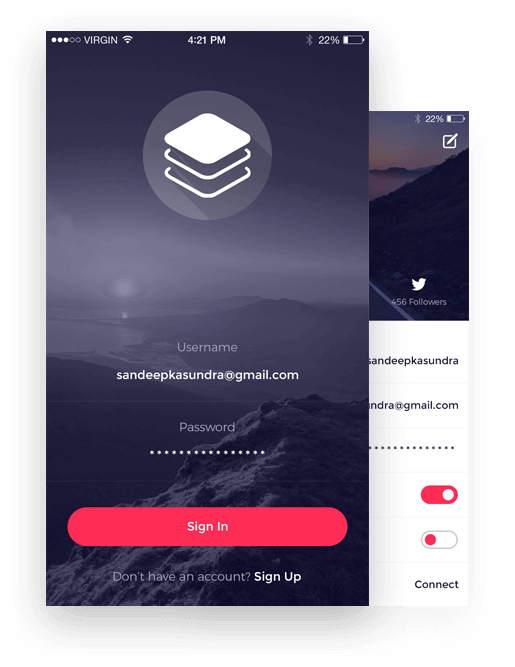 VIRGIN 4:21 PM 22%
Username
sandeepkasundra@gmail.com
Password
****************
Sign In
Don't have an account? Sign Up
22%
456 Followers
sandeepkasundra
ndra@gmail.com
Connect